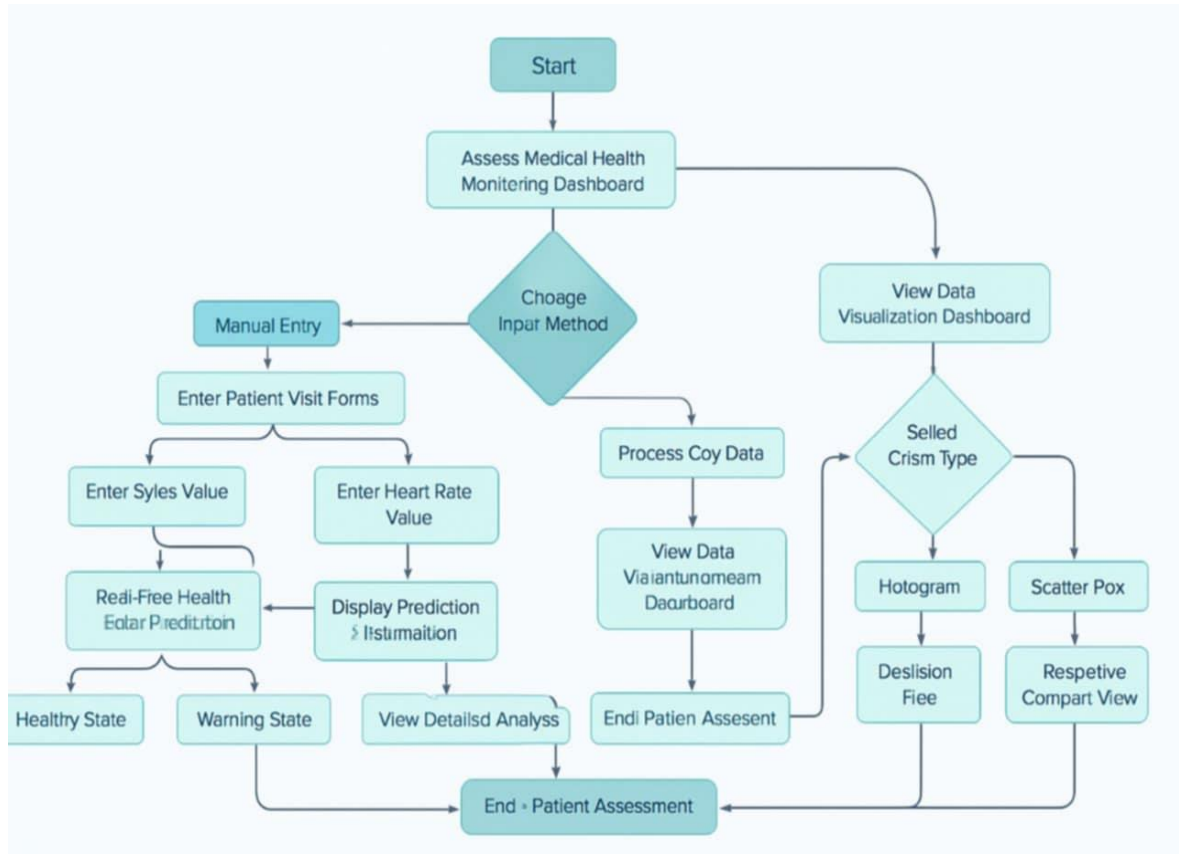 Start
Assess Medical Health
Monitering Dashboard
Choage
Inpar Method
View Data
Visualization Dashboard
Manual Entry
Enter Patient Visit Forms
Process Coy Data
Selled
Crism Type
Enter Syles Value
Enter Heart Rate
Value
View Data
Dacurboard
Hotogram
Scatter Pox
Real-Free Health
Display Prediction
Deslision
Fiee
Respetive
Compart View
Healtry State
Warning State
View Detailsd Analyss
Endi Patien Assesent
End - Patient Assessment